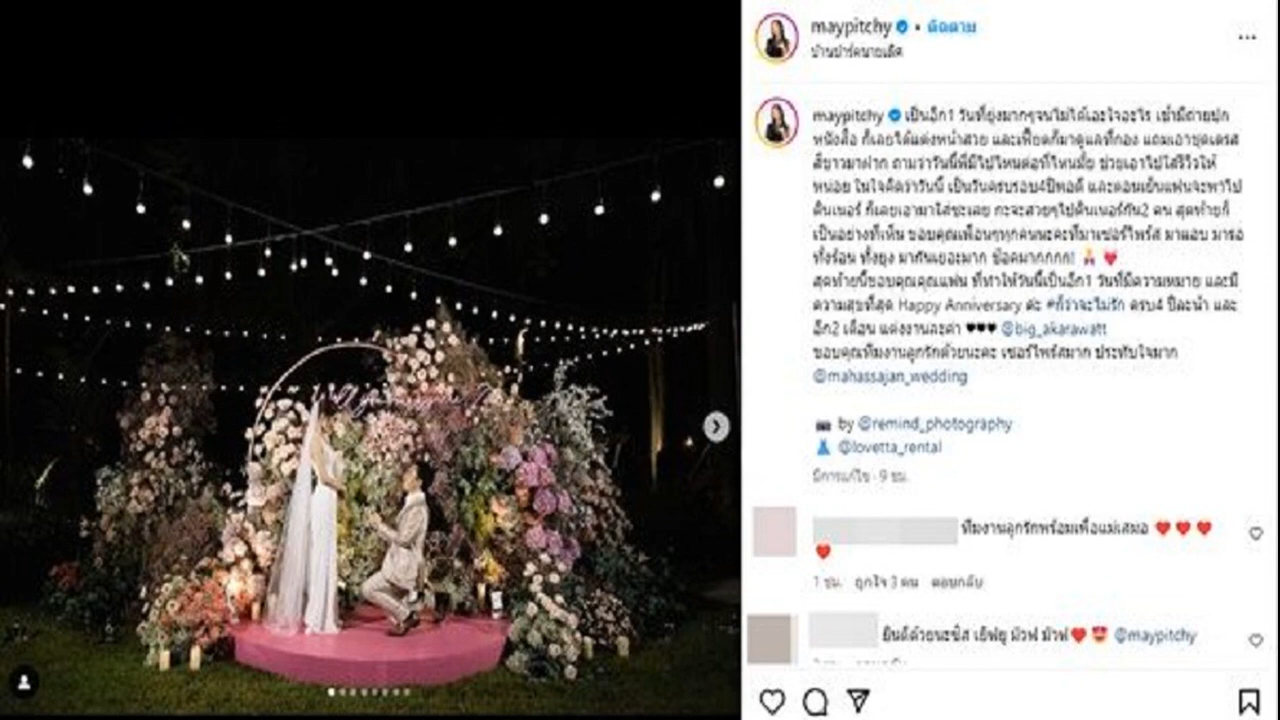 maypitchy • ติดตาม
ปาร์คนายเลิศ
maypitchy เป็นอีก1 วันที่ยุ่งมากๆจนไม่ได้เอะใจอะไร เช้ามีถ่ายปก
หนังสือ ก็เลยได้แต่งหน้าสวย และเพื่อดก็มาดูแลที่กอง แถมเอาชุดเดรส
สีขาวมาฝาก ถามว่าวันนี้พี่มีไปไหนต่อที่ไหนมั้ย ช่วยเอาไปใส่รีวิวให้
หน่อย ในใจคิดว่าวันนี้ เป็นวันครบรอบ4ปีพอดี และตอนเย็นแฟนจะพาไป
ดินเนอร์ ก็เลยเอามาใส่ซะเลย กะจะสวยๆไปดินเนอร์กัน2 คน สุดท้ายก็
เป็นอย่างที่เห็น ขอบคุณเพื่อนๆทุกคนนะคะที่มาเซอร์ไพร์ส มาแอบ มารอ
ทั้งร้อน ทั้งยุง มากันเยอะมาก ช็อคมากกกก! 🙏 💓
สุดท้ายนี้ขอบคุณคุณแฟน ที่ทำให้วันนี้เป็นอีก1 วันที่มีความหมาย และมี
ความสุขที่สุด Happy Anniversary ค่ะ #ก็ว่าจะไม่รัก ครบ4 ปีละน้า และ
อีก2 เดือน แต่งงานละค่า ♥♥♥ @big_akarawatt
ขอบคุณทีมงานลูกรักด้วยนะคะ เซอร์ไพร์สมาก ประทับใจมาก
@mahassajan_wedding
📷 by @remind_photography
👗 @lovetta_rental
มีการแก้ไข · 9 ชม.
ทีมงานลูกรักพร้อมเพื่อแม่เสมอ ❤️ ❤️ ❤️
❤️
1 ชม. ถูกใจ 3 คน ตอบกลับ
ยินดีด้วยนะซิส เย้ฟยู มัวฟ มัวฟ❤️ 😍 @maypitchy